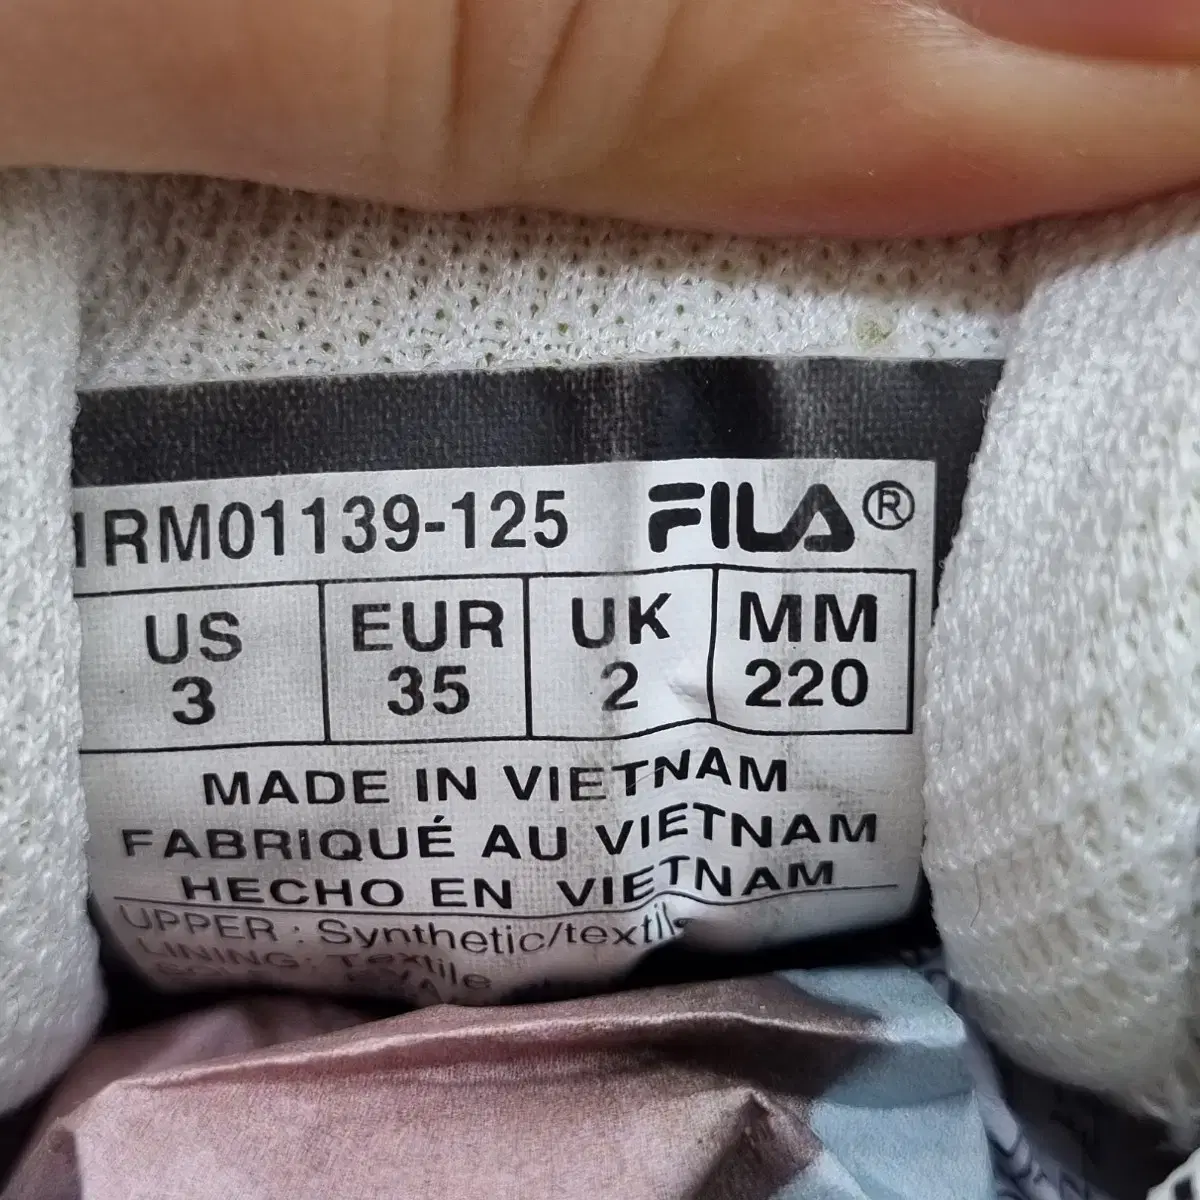 1RM01139-125 FILA®
US EUR UK MM
3 35 2 220
MADE IN VIETNAM
FABRIQUÉ AU VIETNAM
HECHO EN VIETNAM
UPPER : Synthetic/textile
LINING: Textile